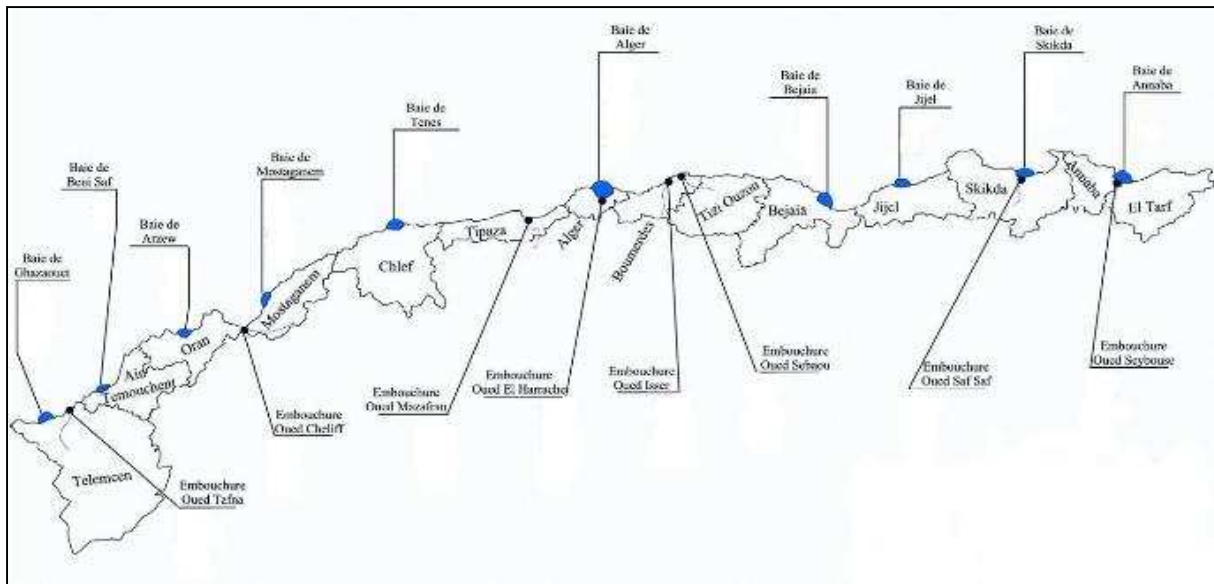 Baie de
Alger
Baie de
Skikda
Baie de
Bejaia
Baie de
Jijel
Baie de
Annaba
Baie de
Tenes
Baie de
Mostaganem
Baie de
Beni Saf
Baie de
Arzew
Baie de
Ghazaouet
Telemcen
Ain
Temouchent
Oran
Mostaganem
Chlef
Tipaza
Alger
Boumerdes
Tizi Ouzou
Bejaia
Jijel
Skikda
Annaba
El Tarf
Embouchure
Oued Tafna
Embouchure
Oued Cheliff
Embouchure
Oued Mazafran
Embouchure
Oued El Harrache
Embouchure
Oued Isser
Embouchure
Oued Sebaou
Embouchure
Oued Saf Saf
Embouchure
Oued Seybouse